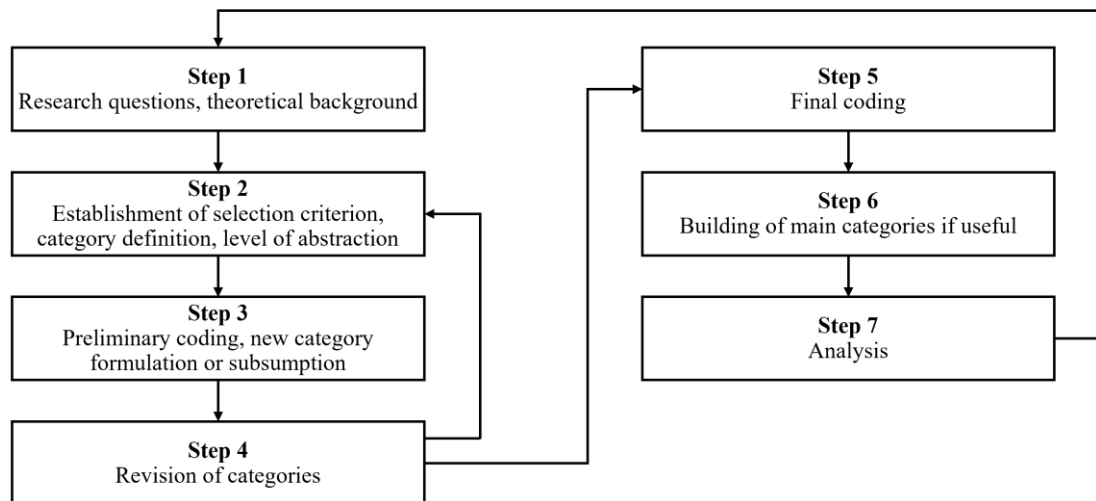 Step 1
Research questions, theoretical background
Step 2
Establishment of selection criterion,
category definition, level of abstraction
Step 3
Preliminary coding, new category
formulation or subsumption
Step 4
Revision of categories
Step 5
Final coding
Step 6
Building of main categories if useful
Step 7
Analysis